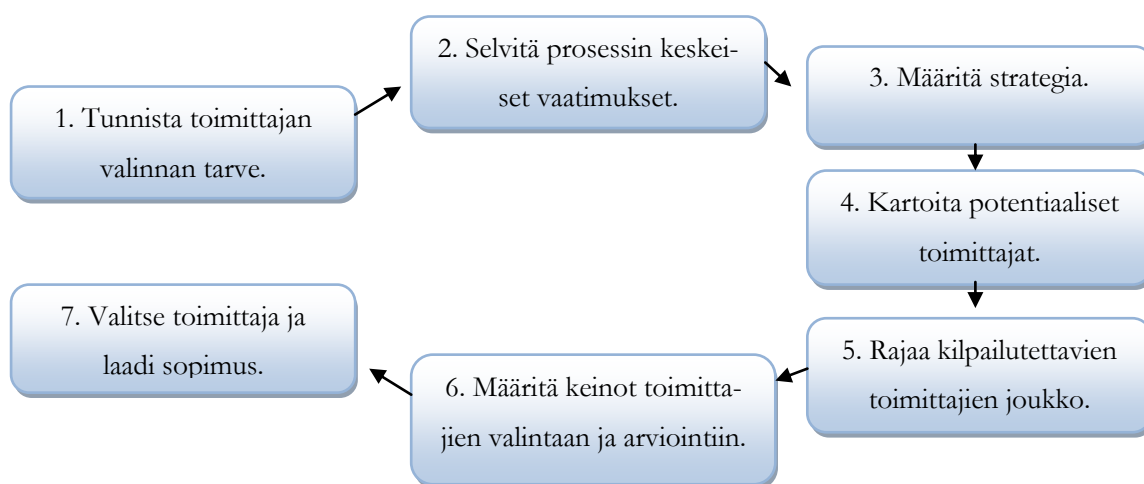 1. Tunnista toimittajan
valinnan tarve.
2. Selvitä prosessin keskei-
set vaatimukset.
3. Määritä strategia.
4. Kartoita potentiaaliset
toimittajat.
5. Rajaa kilpailutettavien
toimittajien joukko.
6. Määritä keinot toimitta-
jien valintaan ja arviointiin.
7. Valitse toimittaja ja
laadi sopimus.